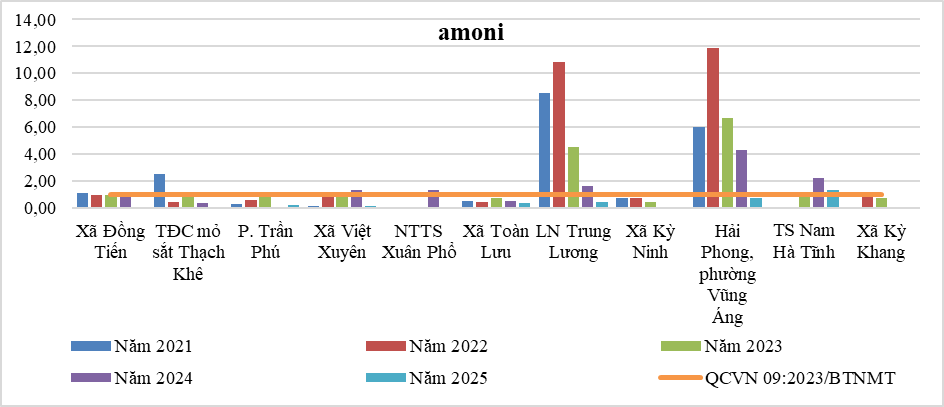 amoni
14,00
12,00
10,00
8,00
6,00
4,00
2,00
0,00
Xã Đồng
Tiến
TĐC mỏ
sắt Thạch
Khê
P. Trần
Phú
Xã Việt
Xuyên
NTTS
Xuân Phổ
Xã Toàn
Lưu
LN Trung
Lương
Xã Kỳ
Ninh
Hải
Phong,
phường
Vũng
Áng
TS Nam
Hà Tĩnh
Xã Kỳ
Khang
Năm 2021
Năm 2022
Năm 2023
Năm 2024
Năm 2025
QCVN 09:2023/BTNMT